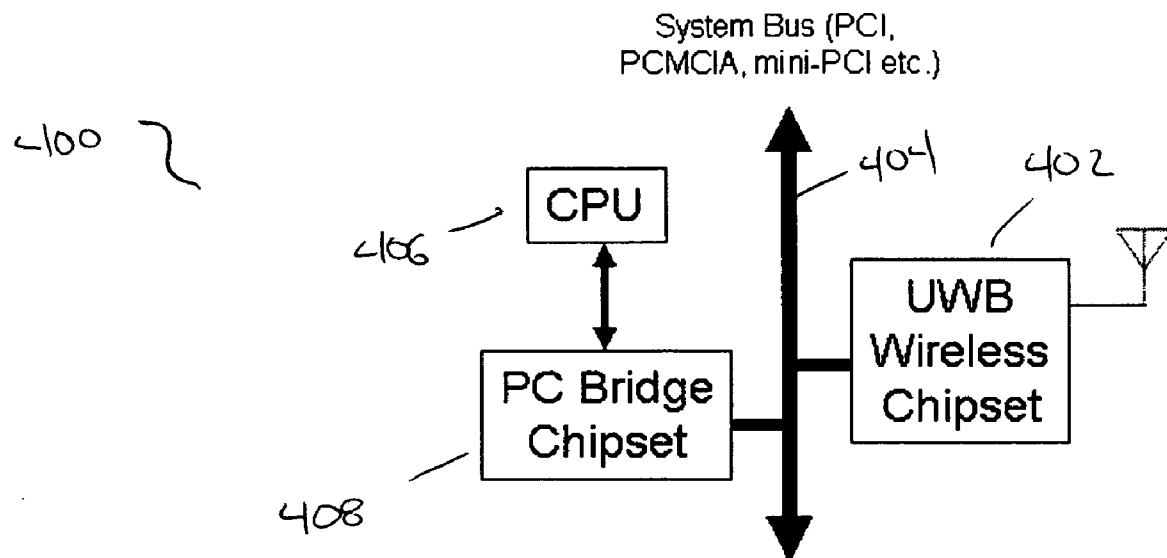 System Bus (PCI,
PCMCIA, mini-PCI etc.)
400
404
402
CPU
406
UWB
Wireless
Chipset
PC Bridge
Chipset
408